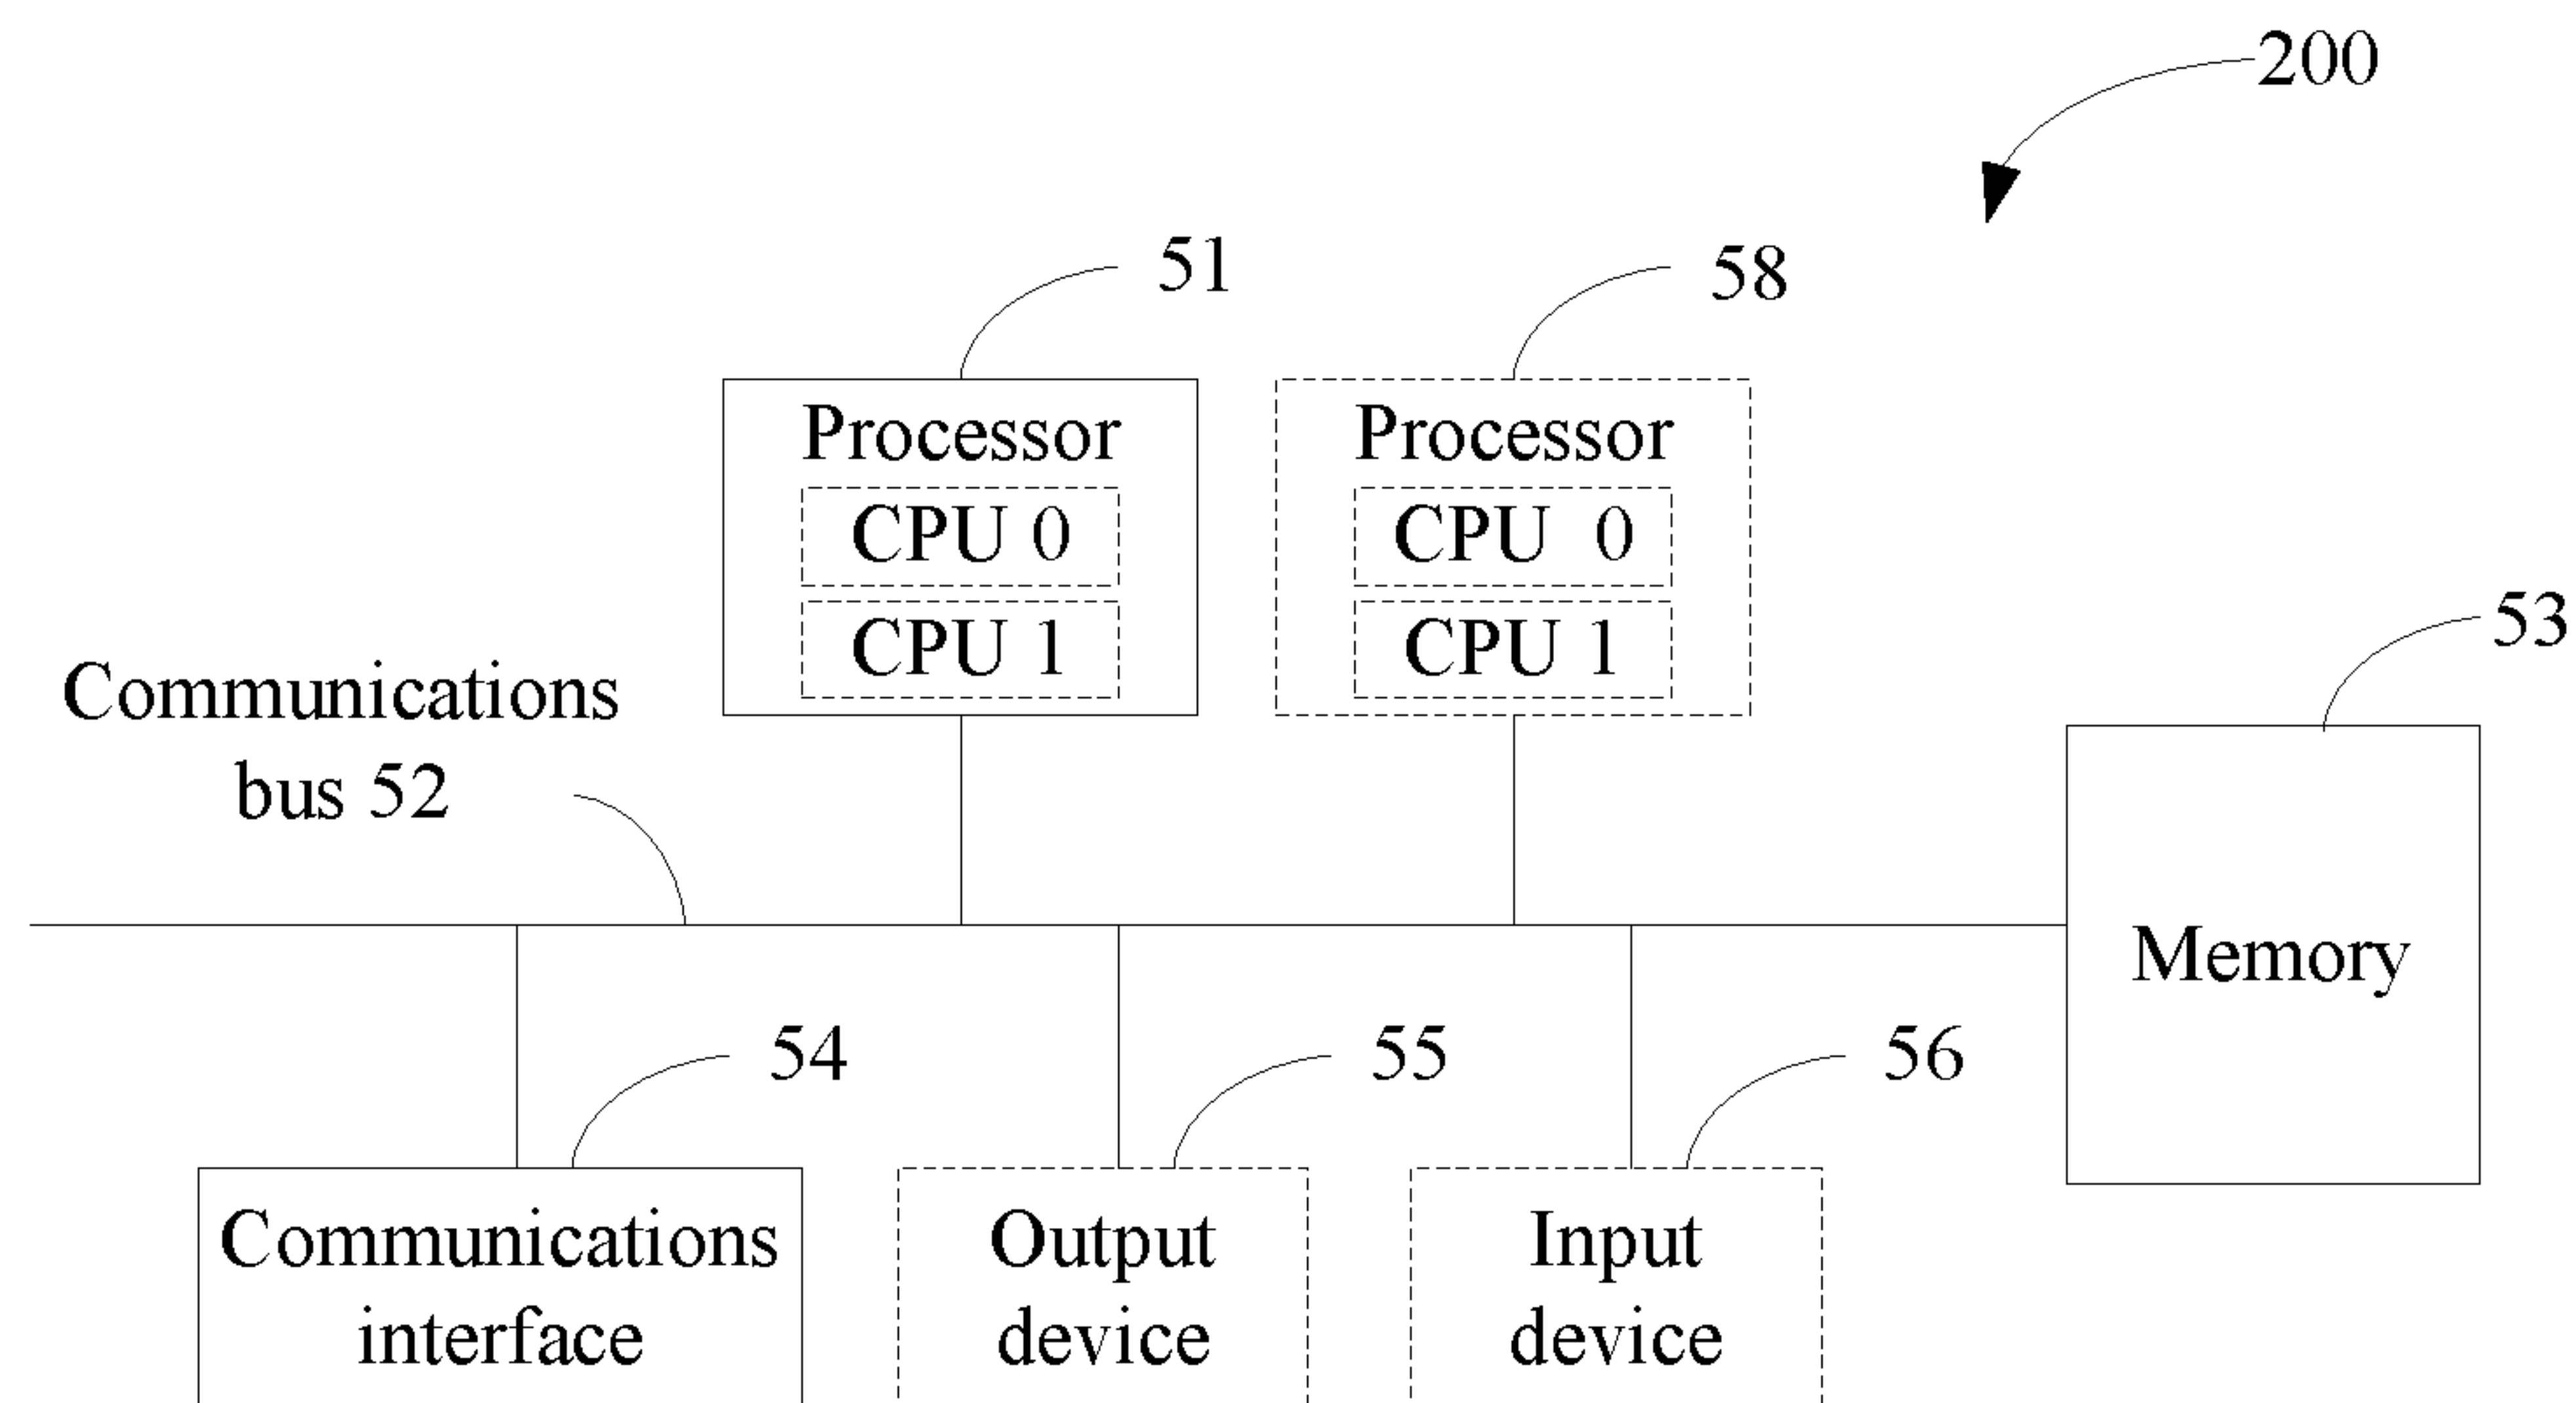 200
51
58
Processor
CPU 0
CPU 1
Processor
CPU 0
CPU 1
53
Communications
bus 52
Memory
54
55
56
Communications
interface
Output
device
Input
device